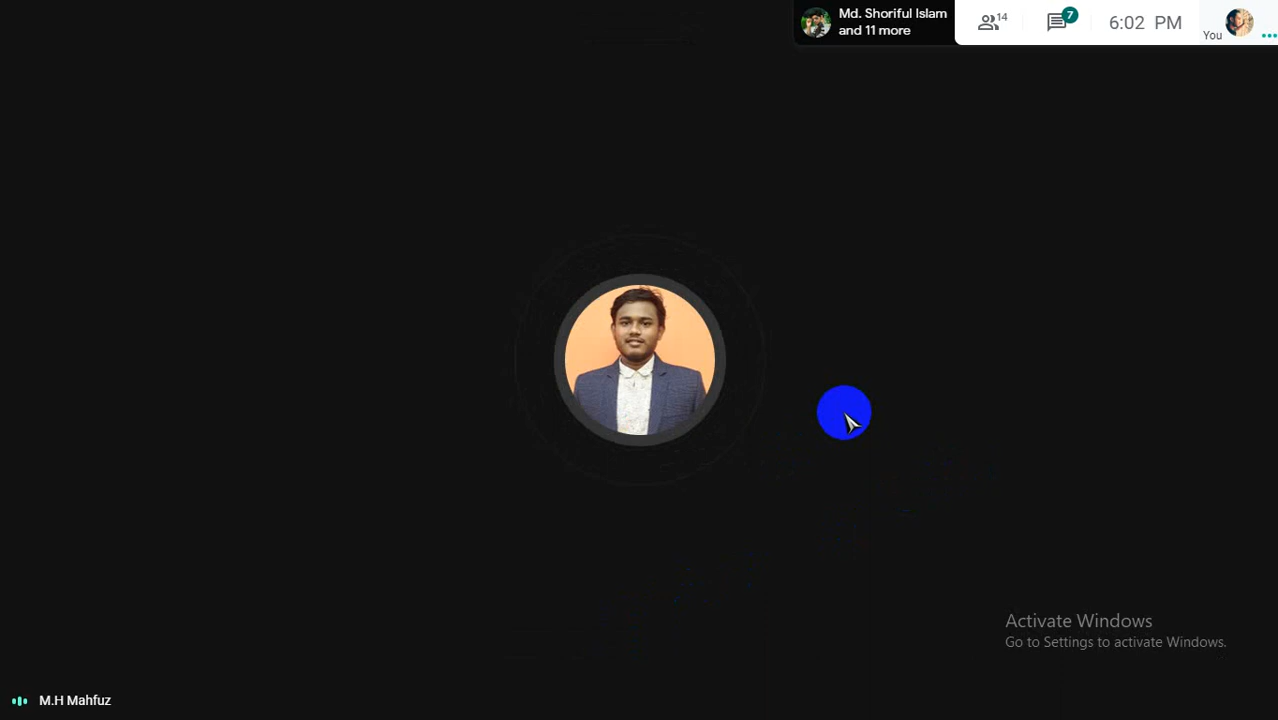 Md. Shoriful Islam
and 11 more
14
7
6:02 PM
You
Activate Windows
Go to Settings to activate Windows.
M.H Mahfuz